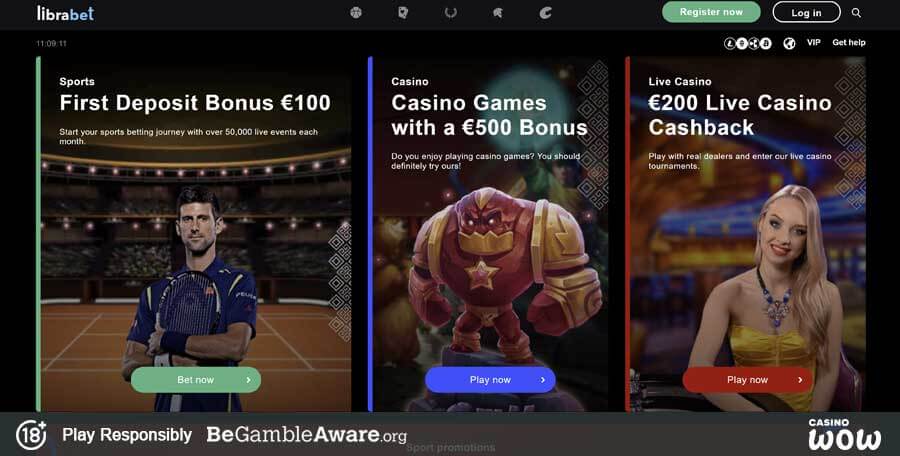 librabet
Register now
Log in
11:09:11
VIP
Get help
Sports
First Deposit Bonus €100
Start your sports betting journey with over 50,000 live events each
month.
Bet now
Casino
Casino Games
with a €500 Bonus
Do you enjoy playing casino games? You should
definitely try ours!
Play now
Live Casino
€200 Live Casino
Cashback
Play with real dealers and enter our live casino
tournaments.
Play now
18+
Play Responsibly
BeGambleAware.org
Sport promotions
CASINO
WOW